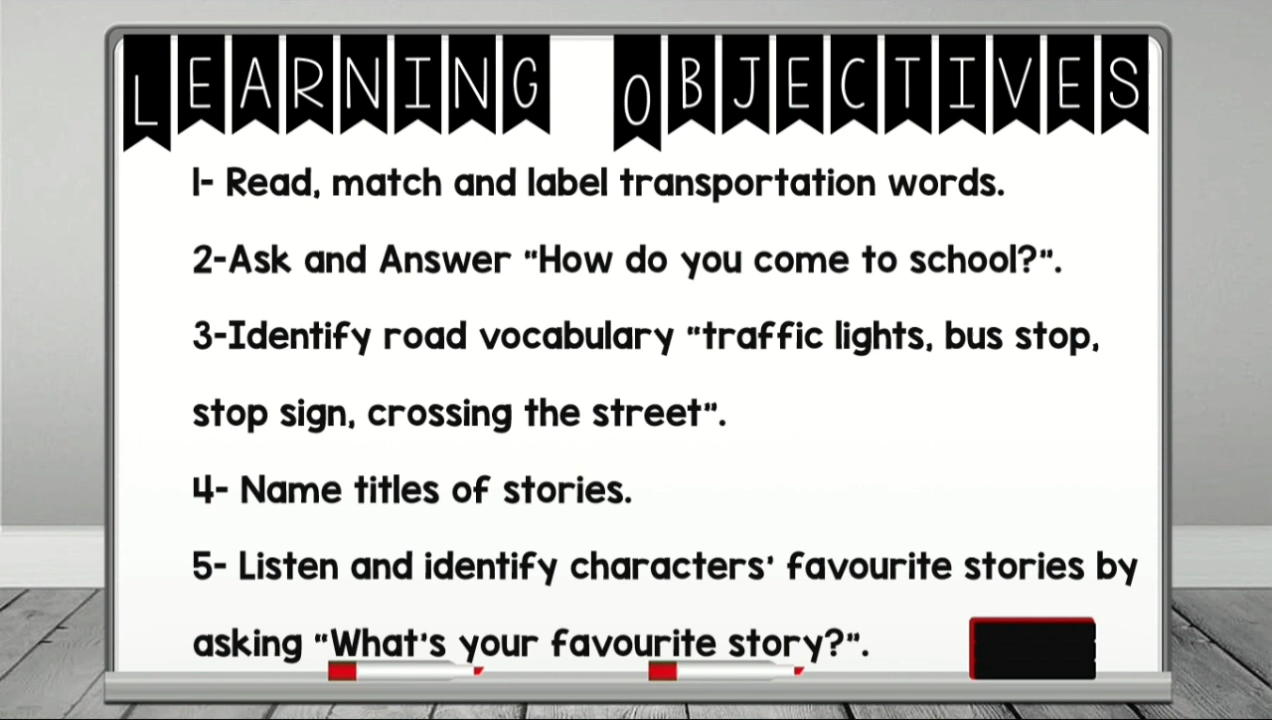 LEARNING OBJECTIVES
1- Read, match and label transportation words.
2-Ask and Answer “How do you come to school?”.
3-Identify road vocabulary “traffic lights, bus stop,
stop sign, crossing the street”.
4- Name titles of stories.
5- Listen and identify characters’ favourite stories by
asking “What’s your favourite story?”.